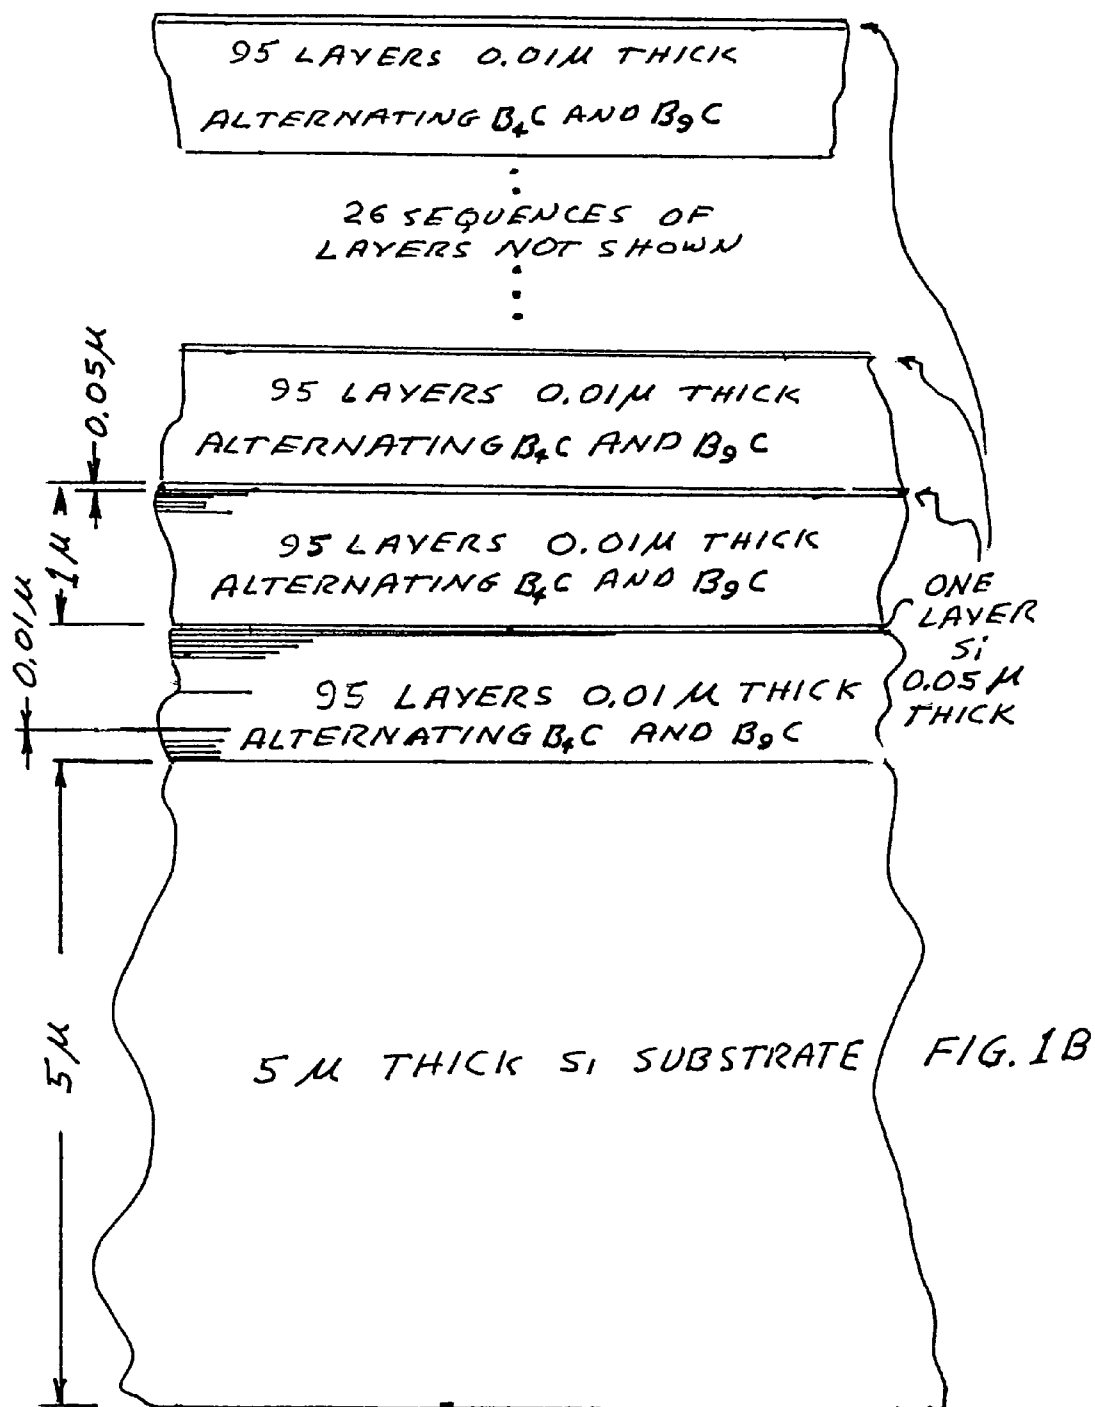 95 LAYERS 0.01μ THICK
ALTERNATING B₄C AND B₉C
26 SEQUENCES OF
LAYERS NOT SHOWN
0.05μ
95 LAYERS 0.01μ THICK
ALTERNATING B₄C AND B₉C
1μ
95 LAYERS 0.01μ THICK
ALTERNATING B₄C AND B₉C
ONE
LAYER
Si
0.05μ
THICK
0.01μ
95 LAYERS 0.01μ THICK
ALTERNATING B₄C AND B₉C
5μ
5μ THICK Si SUBSTRATE
FIG. 1B